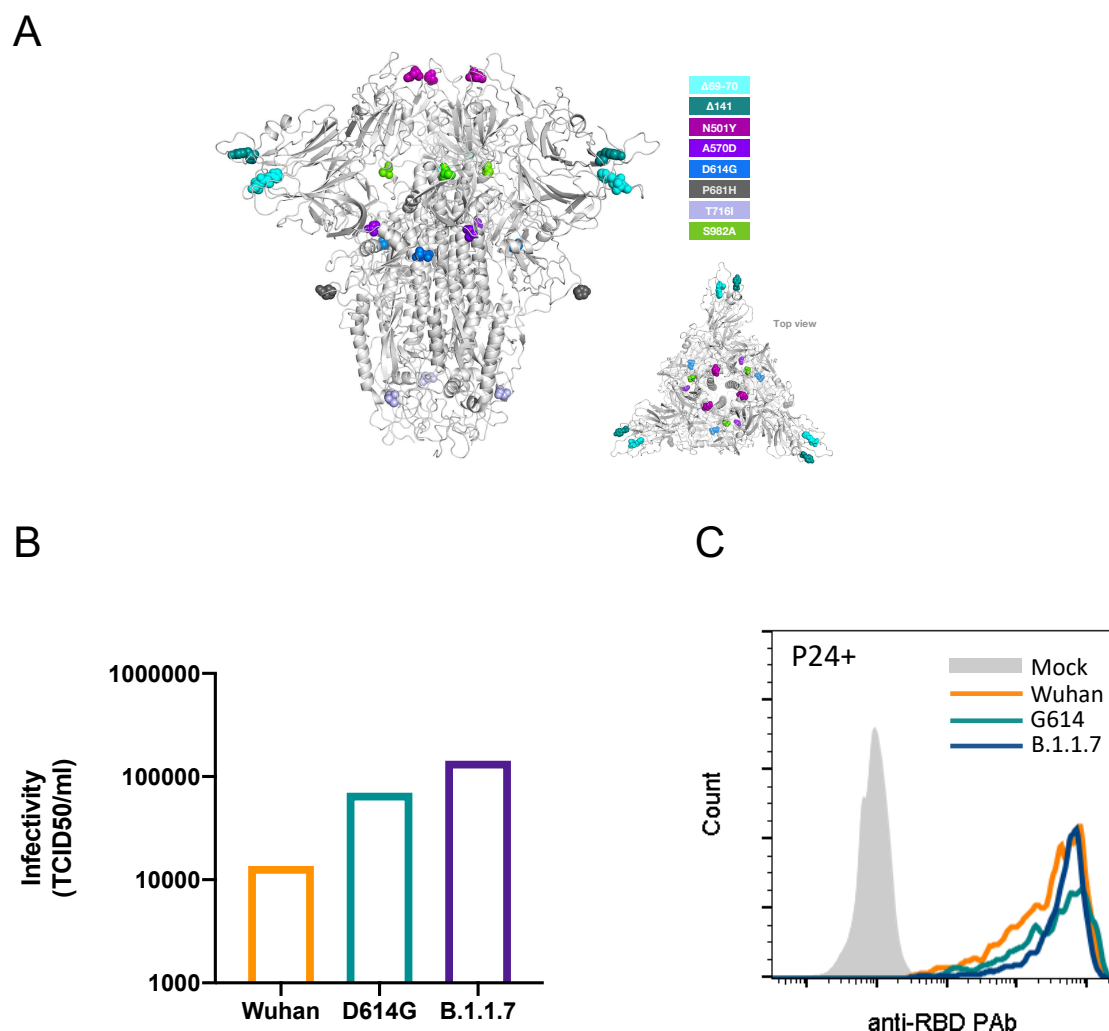 A
Δ69-70
Δ141
N501Y
A570D
D614G
P681H
T716I
S982A
Top view
B
C
1000000
100000
10000
1000
Infectivity
(TCID50/ml)
Wuhan D614G B.1.1.7
P24+
Mock
Wuhan
G614
B.1.1.7
Count
anti-RBD PAb